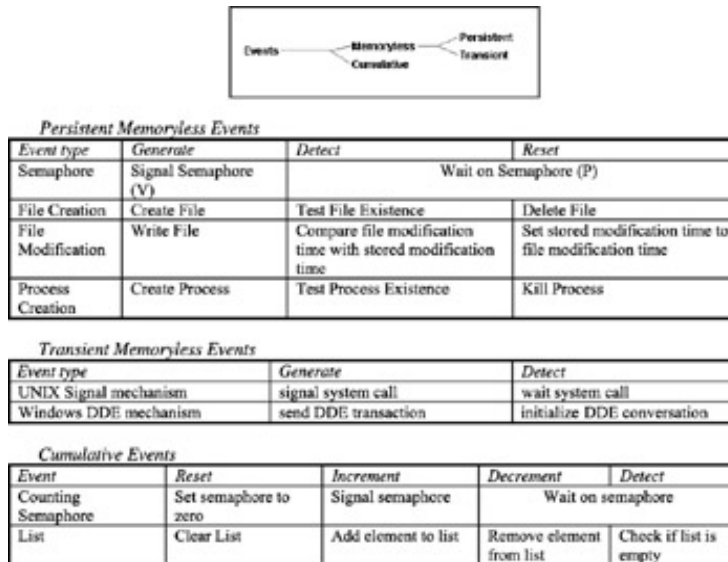 Events
Memoryless
Cumulative
Persistent
Transient
Persistent Memoryless Events
Event type Generate Detect Reset
Semaphore Signal Semaphore (V) Wait on Semaphore (P)
File Creation Create File Test File Existence Delete File
File Modification Write File Compare file modification time with stored modification time Set stored modification time to file modification time
Process Creation Create Process Test Process Existence Kill Process
Transient Memoryless Events
Event type Generate Detect
UNIX Signal mechanism signal system call wait system call
Windows DDE mechanism send DDE transaction initialize DDE conversation
Cumulative Events
Event Reset Increment Decrement Detect
Counting Semaphore Set semaphore to zero Signal semaphore Wait on semaphore
List Clear List Add element to list Remove element from list Check if list is empty